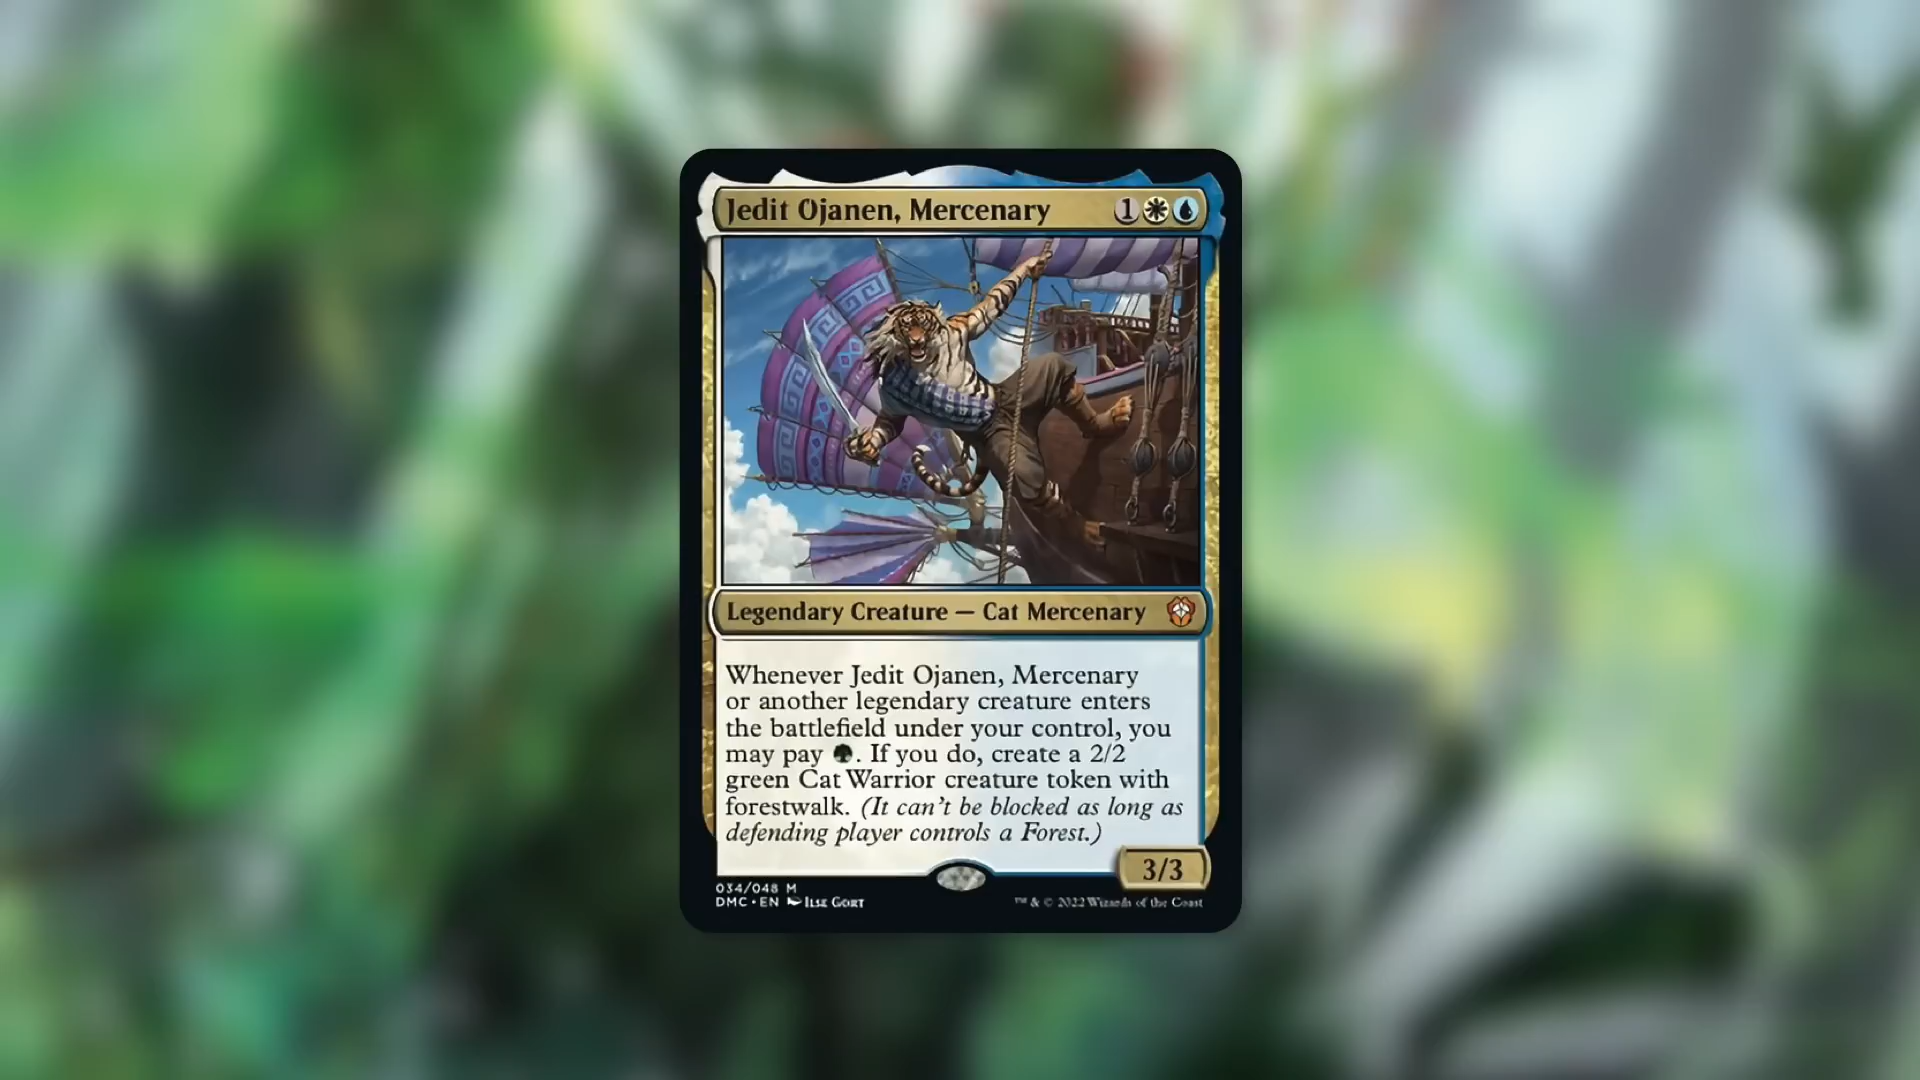 Jedit Ojanen, Mercenary 1
Legendary Creature — Cat Mercenary
Whenever Jedit Ojanen, Mercenary
or another legendary creature enters
the battlefield under your control, you
may pay . If you do, create a 2/2
green Cat Warrior creature token with
forestwalk. (It can't be blocked as long as
defending player controls a Forest.)
3/3
034/048 M
DMC • EN Ilse Gort
™ & © 2022 Wizards of the Coast